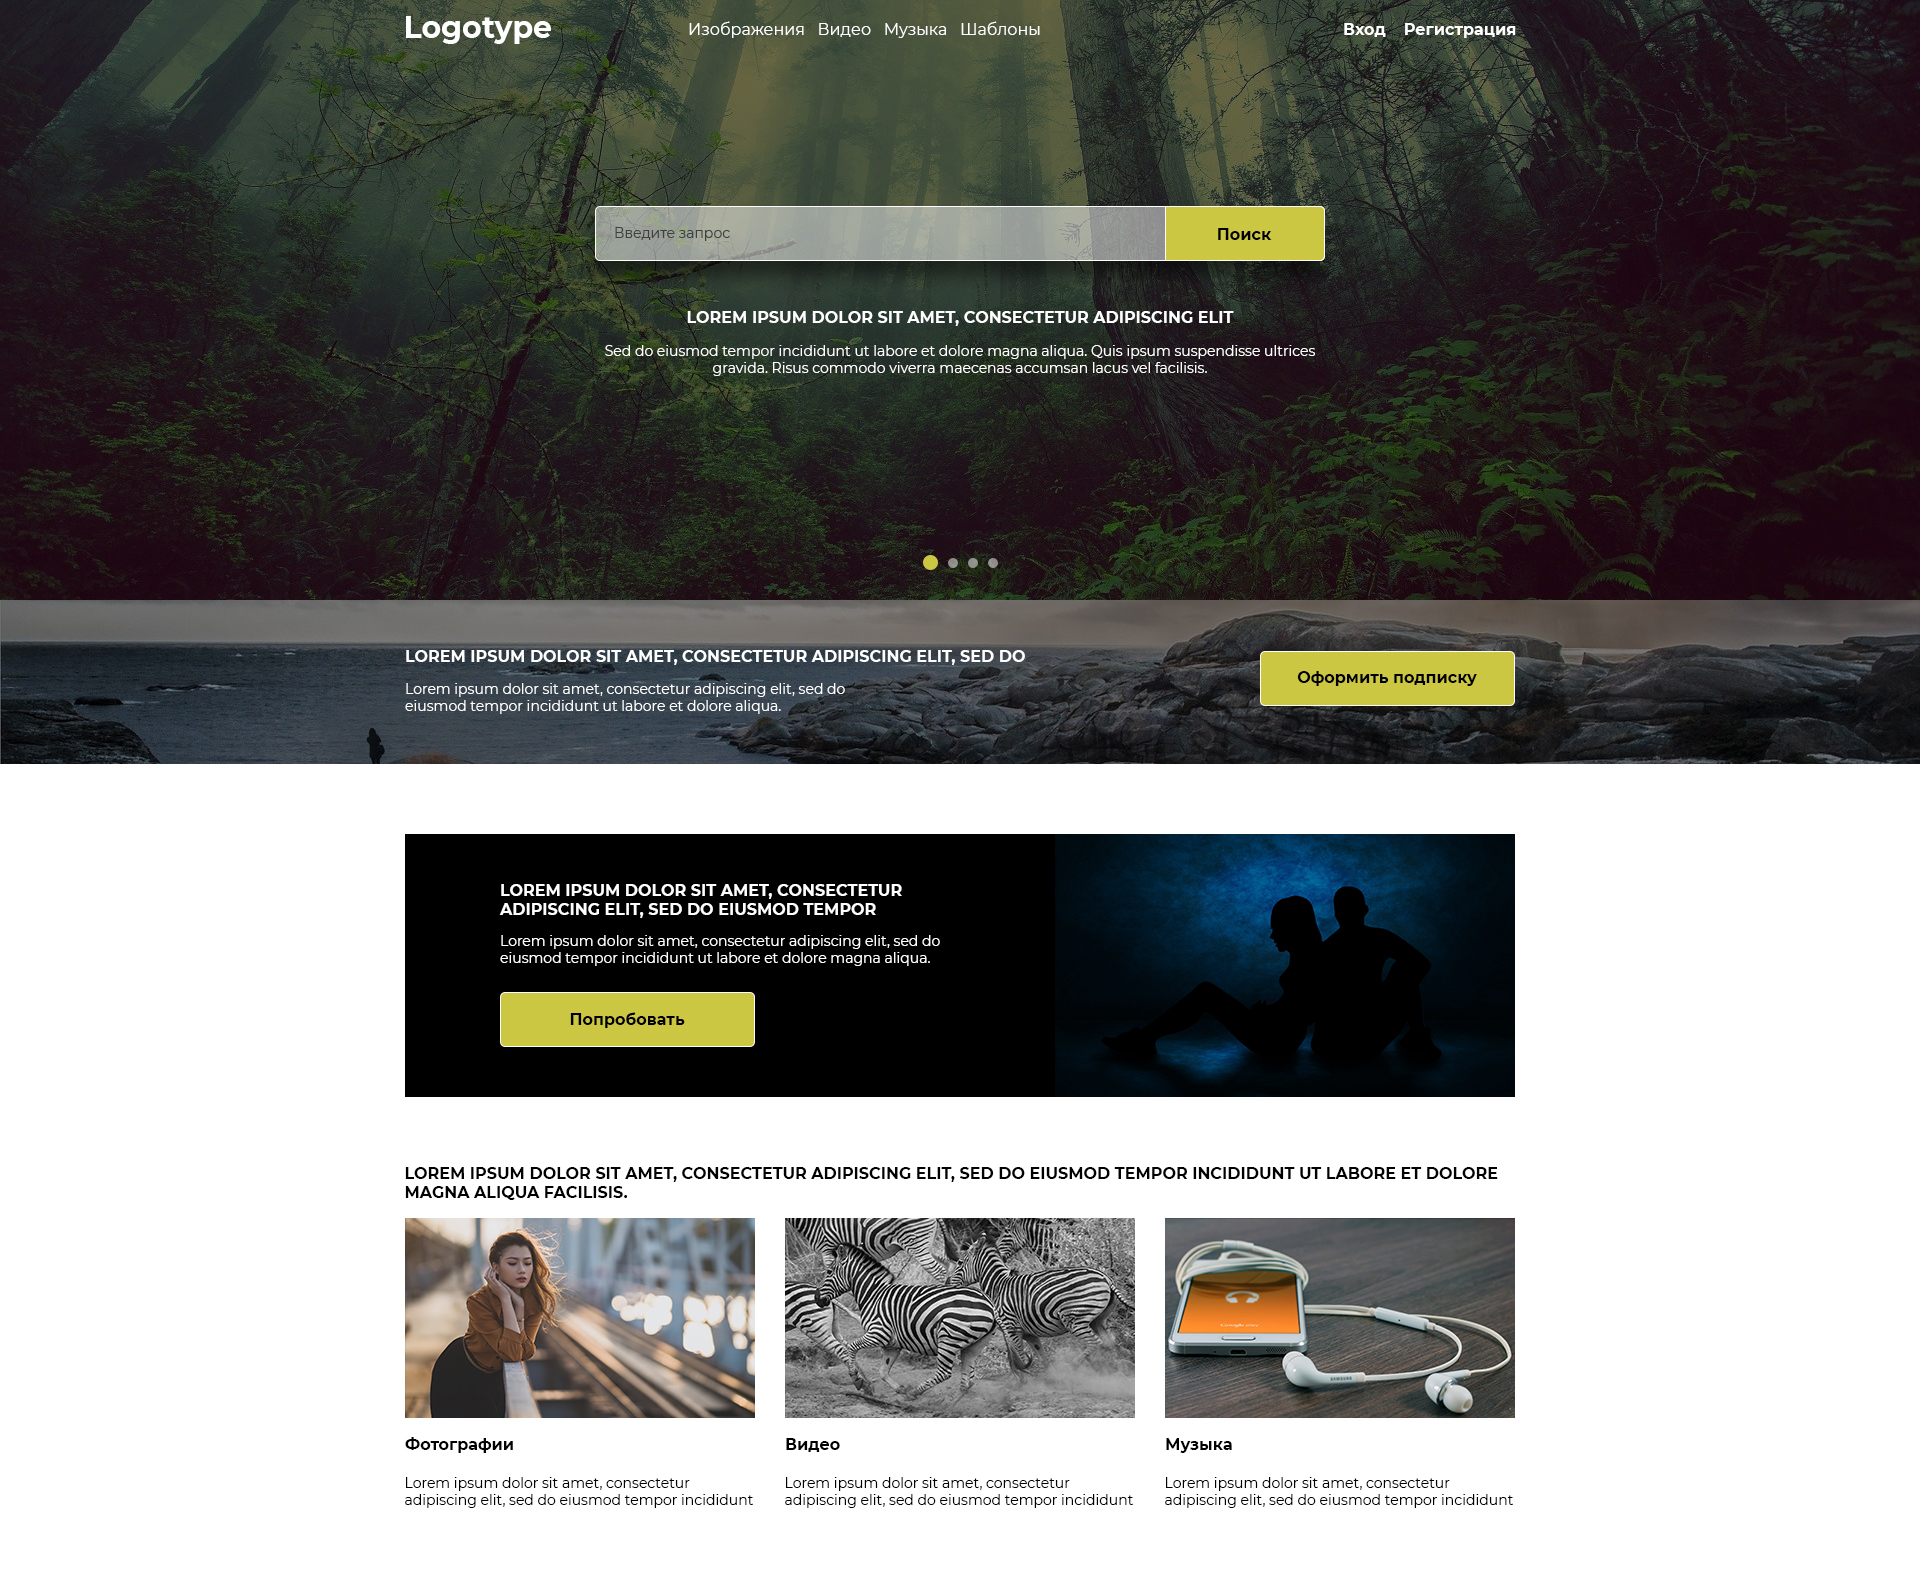 Logotype
Изображения Видео Музыка Шаблоны
Вход Регистрация
Введите запрос
Поиск
LOREM IPSUM DOLOR SIT AMET, CONSECTETUR ADIPISCING ELIT
Sed do eiusmod tempor incididunt ut labore et dolore magna aliqua. Quis ipsum suspendisse ultrices
gravida. Risus commodo viverra maecenas accumsan lacus vel facilisis.
LOREM IPSUM DOLOR SIT AMET, CONSECTETUR ADIPISCING ELIT, SED DO
Lorem ipsum dolor sit amet, consectetur adipiscing elit, sed do
eiusmod tempor incididunt ut labore et dolore aliqua.
Оформить подписку
LOREM IPSUM DOLOR SIT AMET, CONSECTETUR
ADIPISCING ELIT, SED DO EIUSMOD TEMPOR
Lorem ipsum dolor sit amet, consectetur adipiscing elit, sed do
eiusmod tempor incididunt ut labore et dolore magna aliqua.
Попробовать
LOREM IPSUM DOLOR SIT AMET, CONSECTETUR ADIPISCING ELIT, SED DO EIUSMOD TEMPOR INCIDIDUNT UT LABORE ET DOLORE
MAGNA ALIQUA FACILISIS.
SAMSUNG
Фотографии
Lorem ipsum dolor sit amet, consectetur
adipiscing elit, sed do eiusmod tempor incididunt
Видео
Lorem ipsum dolor sit amet, consectetur
adipiscing elit, sed do eiusmod tempor incididunt
Музыка
Lorem ipsum dolor sit amet, consectetur
adipiscing elit, sed do eiusmod tempor incididunt